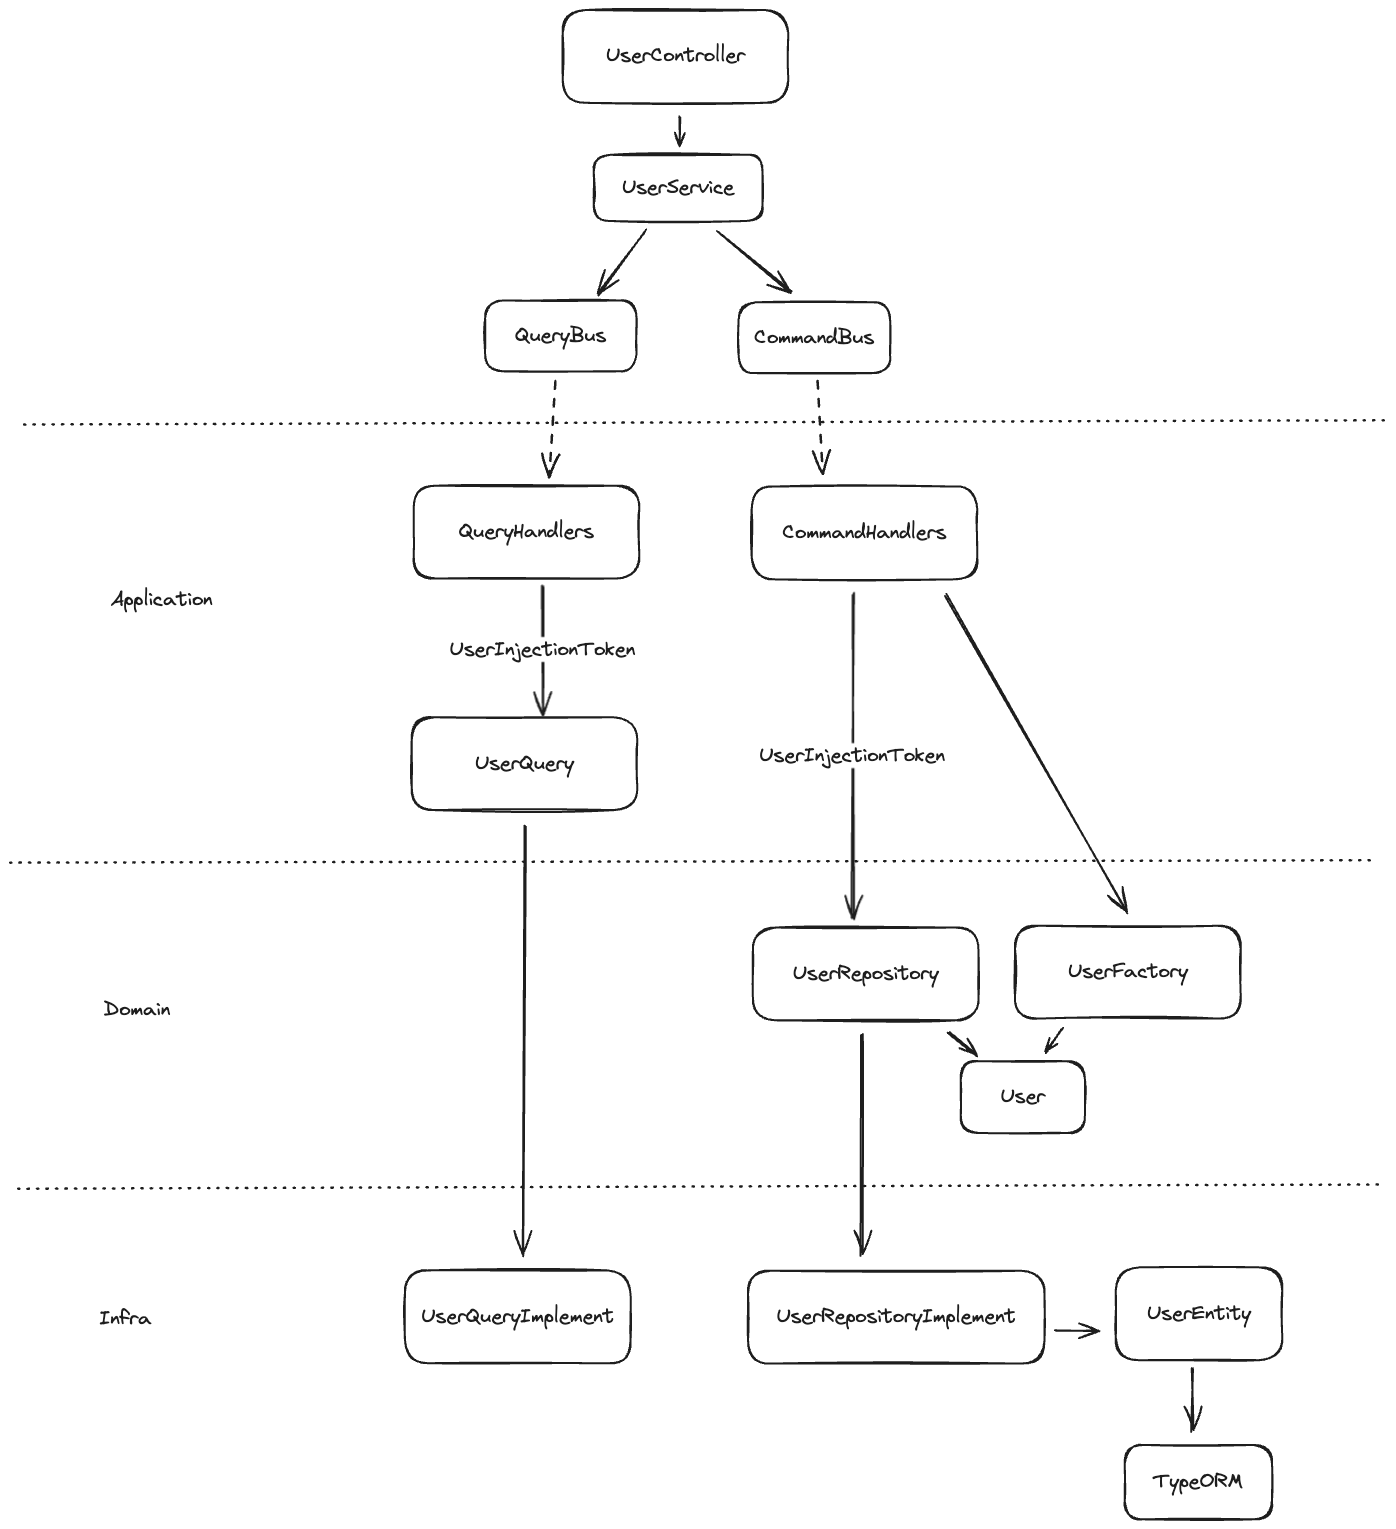 UserController
UserService
QueryBus
CommandBus
QueryHandlers
CommandHandlers
Application
UserInjectionToken
UserInjectionToken
UserQuery
UserRepository
UserFactory
Domain
User
Infra
UserQueryImplement
UserRepositoryImplement
UserEntity
TypeORM